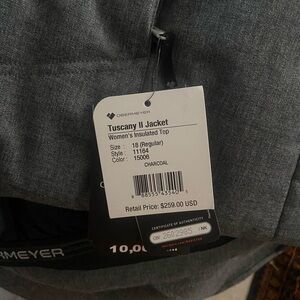 OBERMEYER
Tuscany II Jacket
Women's Insulated Top
Size : 18 (Regular)
Style : 11184
Color : 15006
CHARCOAL
Retail Price: $259.00 USD
CERTIFICATE OF AUTHENTICITY
RMEYER
10,0